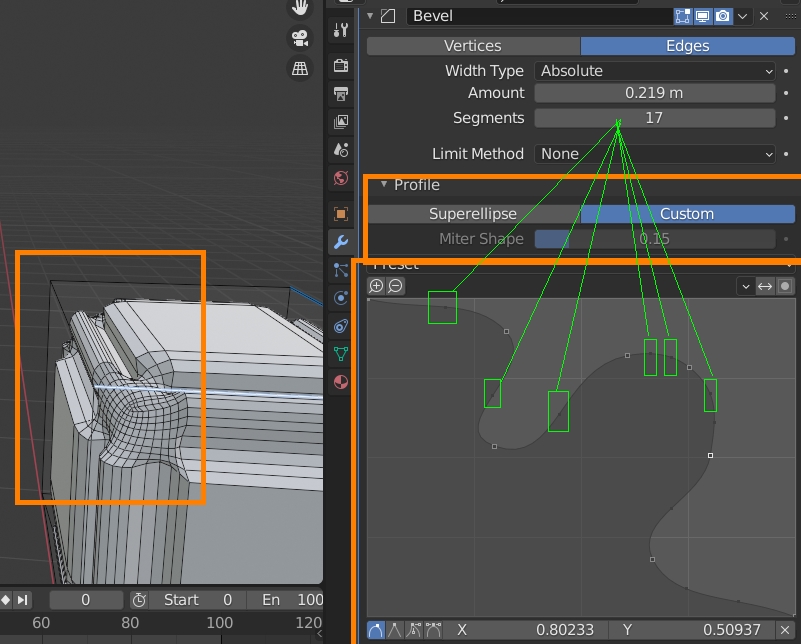 Bevel
Vertices Edges
Width Type Absolute
Amount 0.219 m
Segments 17
Limit Method None
Profile
Superellipse Custom
Miter Shape 0.15
Preset
0 Start 0 En 100
60 80 100 120
X 0.80233 Y 0.50937